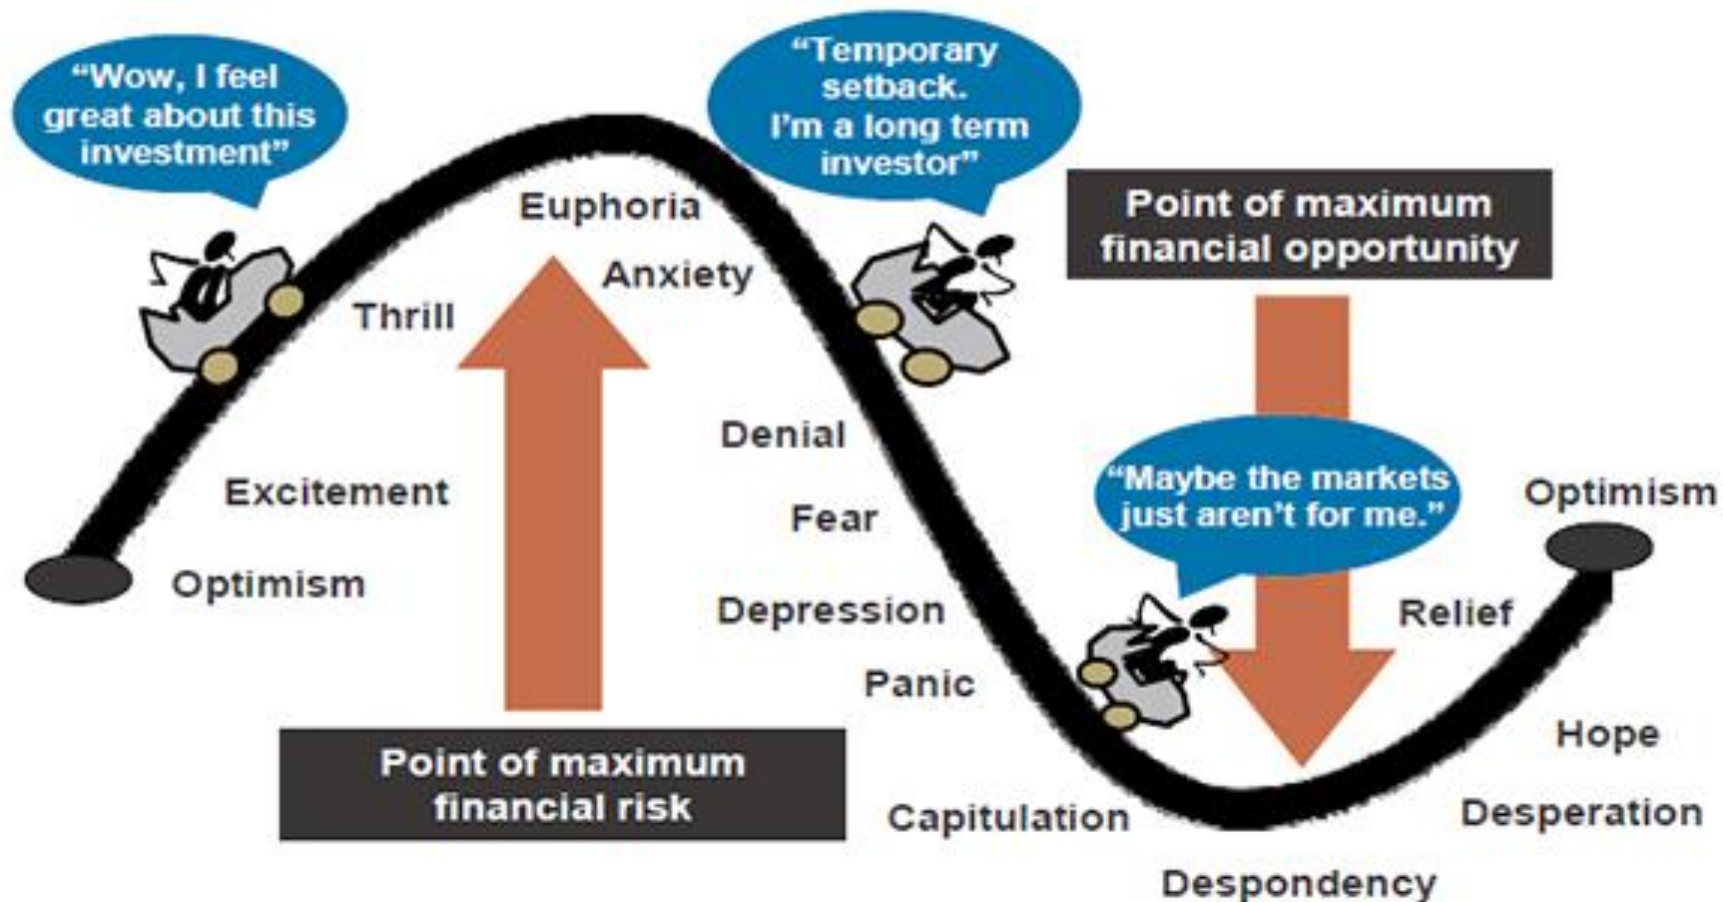 “Wow, I feel
great about this
investment”
“Temporary
setback.
I’m a long term
investor”
Point of maximum
financial opportunity
Euphoria
Anxiety
Thrill
Denial
Excitement
Fear
Optimism
“Maybe the markets
just aren’t for me.”
Optimism
Depression
Relief
Panic
Point of maximum
financial risk
Hope
Capitulation
Desperation
Despondency